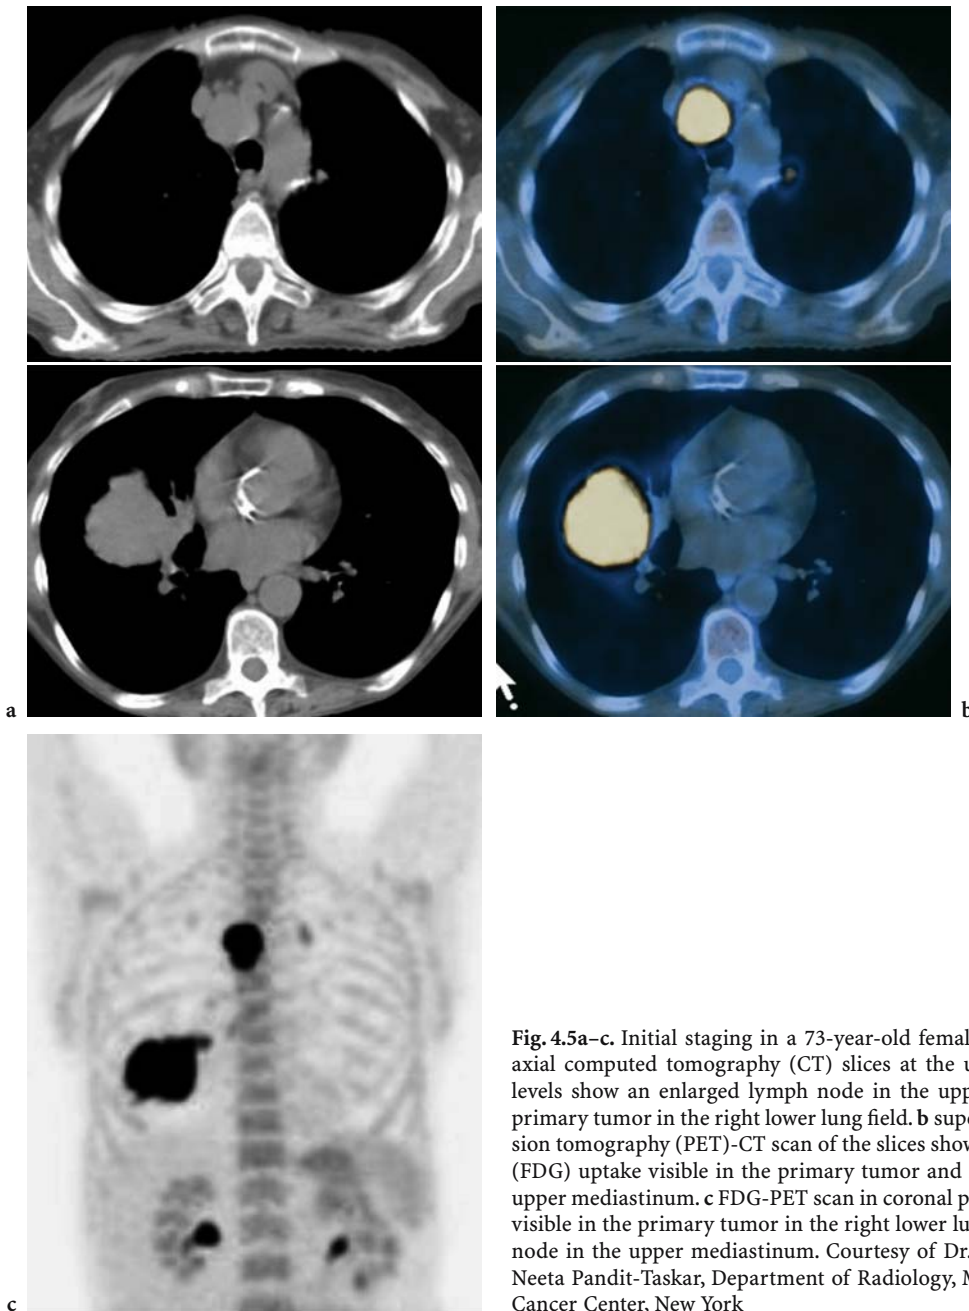 a
b
c
Fig. 4.5a–c. Initial staging in a 73-year-old femal
axial computed tomography (CT) slices at the u
levels show an enlarged lymph node in the upp
primary tumor in the right lower lung field. b supe
sion tomography (PET)-CT scan of the slices show
(FDG) uptake visible in the primary tumor and
upper mediastinum. c FDG-PET scan in coronal p
visible in the primary tumor in the right lower lu
node in the upper mediastinum. Courtesy of Dr.
Neeta Pandit-Taskar, Department of Radiology, M
Cancer Center, New York